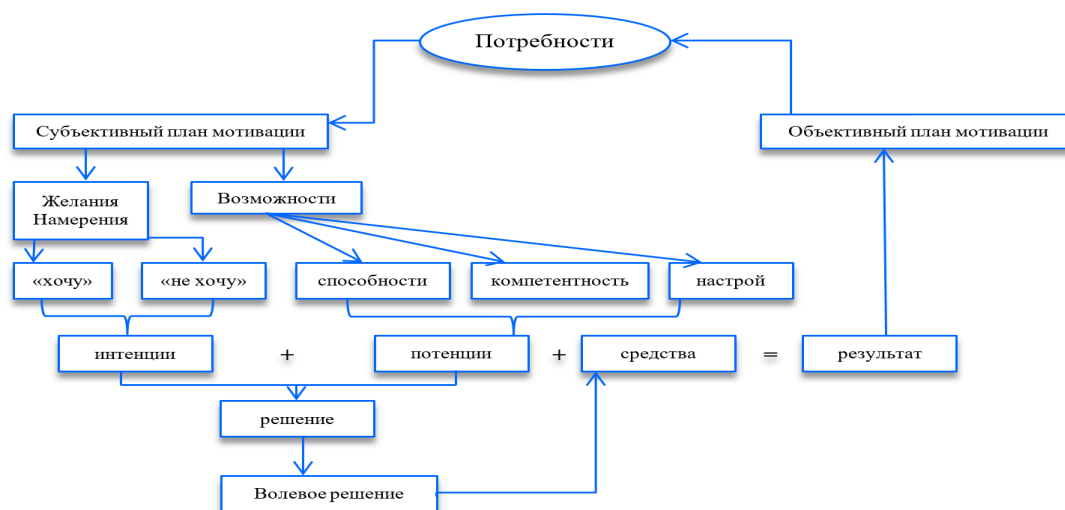 Потребности
Субъективный план мотивации
Объективный план мотивации
Желания
Намерения
Возможности
«хочу»
«не хочу»
способности
компетентность
настрой
интенции
+
потенции
+
средства
=
результат
решение
Волевое решение